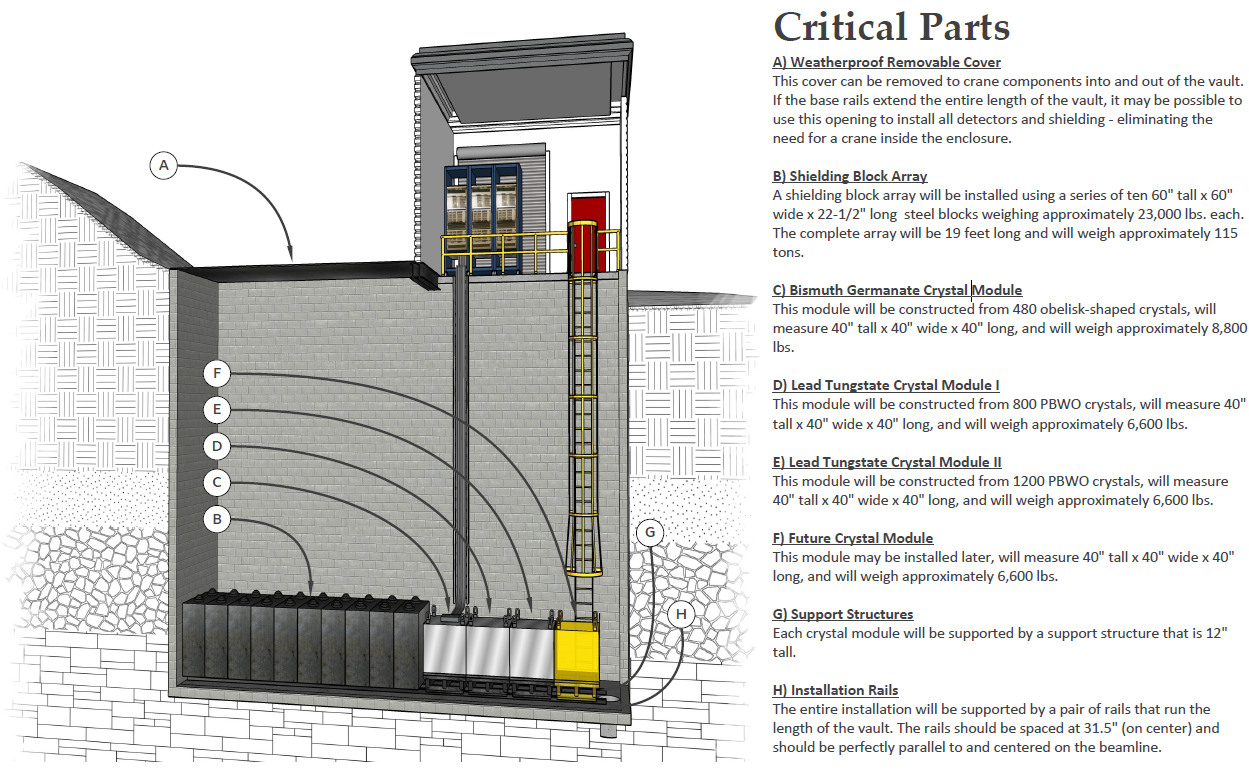 Critical Parts
A) Weatherproof Removable Cover
This cover can be removed to crane components into and out of the vault.
If the base rails extend the entire length of the vault, it may be possible to
use this opening to install all detectors and shielding - eliminating the
need for a crane inside the enclosure.
B) Shielding Block Array
A shielding block array will be installed using a series of ten 60" tall x 60"
wide x 22-1/2" long  steel blocks weighing approximately 23,000 lbs. each.
The complete array will be 19 feet long and will weigh approximately 115
tons.
C) Bismuth Germanate Crystal Module
This module will be constructed from 480 obelisk-shaped crystals, will
measure 40" tall x 40" wide x 40" long, and will weigh approximately 8,800
lbs.
D) Lead Tungstate Crystal Module I
This module will be constructed from 800 PBWO crystals, will measure 40"
tall x 40" wide x 40" long, and will weigh approximately 6,600 lbs.
E) Lead Tungstate Crystal Module II
This module will be constructed from 1200 PBWO crystals, will measure
40" tall x 40" wide x 40" long, and will weigh approximately 6,600 lbs.
F) Future Crystal Module
This module may be installed later, will measure 40" tall x 40" wide x 40"
long, and will weigh approximately 6,600 lbs.
G) Support Structures
Each crystal module will be supported by a support structure that is 12"
tall.
H) Installation Rails
The entire installation will be supported by a pair of rails that run the
length of the vault. The rails should be spaced at 31.5" (on center) and
should be perfectly parallel to and centered on the beamline.
A
F
E
D
C
B
G
H